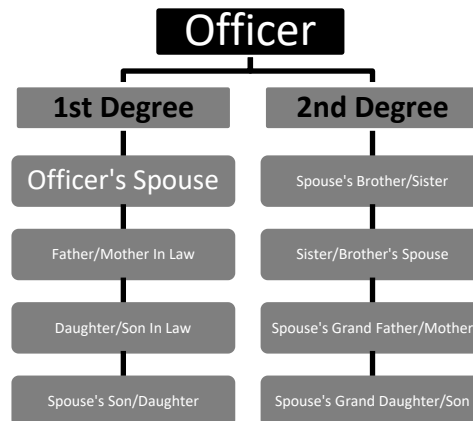 Officer
1st Degree
2nd Degree
Officer's Spouse
Father/Mother In Law
Daughter/Son In Law
Spouse's Son/Daughter
Spouse's Brother/Sister
Sister/Brother's Spouse
Spouse's Grand Father/Mother
Spouse's Grand Daughter/Son